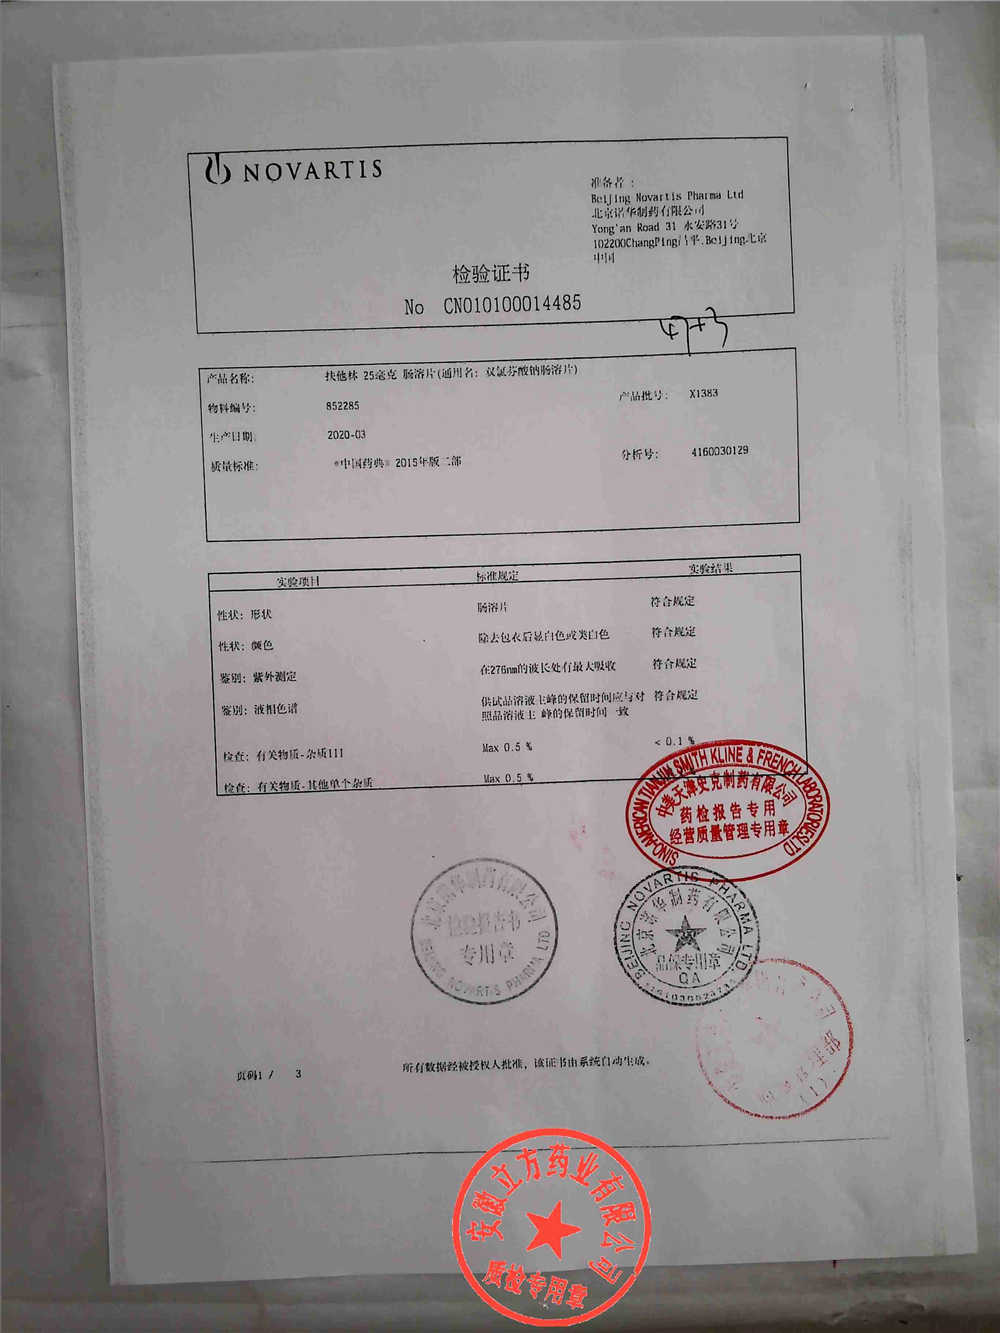 NOVARTIS
准备者：
Beijing Novartis Pharma Ltd
北京诺华制药有限公司
Yong'an Road 31 永安路31号
102200ChangPing昌平,Beijing北京
中国
检验证书
No CN010100014485
47+3
产品名称： 扶他林 25毫克 肠溶片(通用名：双氯芬酸钠肠溶片)
物料编号： 852285 产品批号： X1383
生产日期： 2020-03
质量标准： 《中国药典》2015年版二部 分析号： 4160030129
实验项目 标准规定 实验结果
性状：形状 肠溶片 符合规定
性状：颜色 除去包衣后显白色或类白色 符合规定
鉴别：紫外测定 在276nm的波长处有最大吸收 符合规定
鉴别：液相色谱 供试品溶液主峰的保留时间应与对 符合规定
照品溶液主 峰的保留时间一致
检查：有关物质-杂质III Max 0.5 % < 0.1 %
检查：有关物质-其他单个杂质 Max 0.5 %
SINO-AMERICAN TIANJIN SMITH KLINE & FRENCH LABORATORIES LTD
中美天津史克制药有限公司
药检报告专用
经营质量管理专用章
北京诺华制药有限公司
检验报告书
专用章
BEIJING NOVARTIS PHARMA LTD
BEIJING NOVARTIS PHARMA LTD
北京诺华制药有限公司
品保专用章
QA
(1)
页码1 / 3
所有数据经被授权人批准，该证书由系统自动生成。
安徽立方药业有限公司
质检专用章